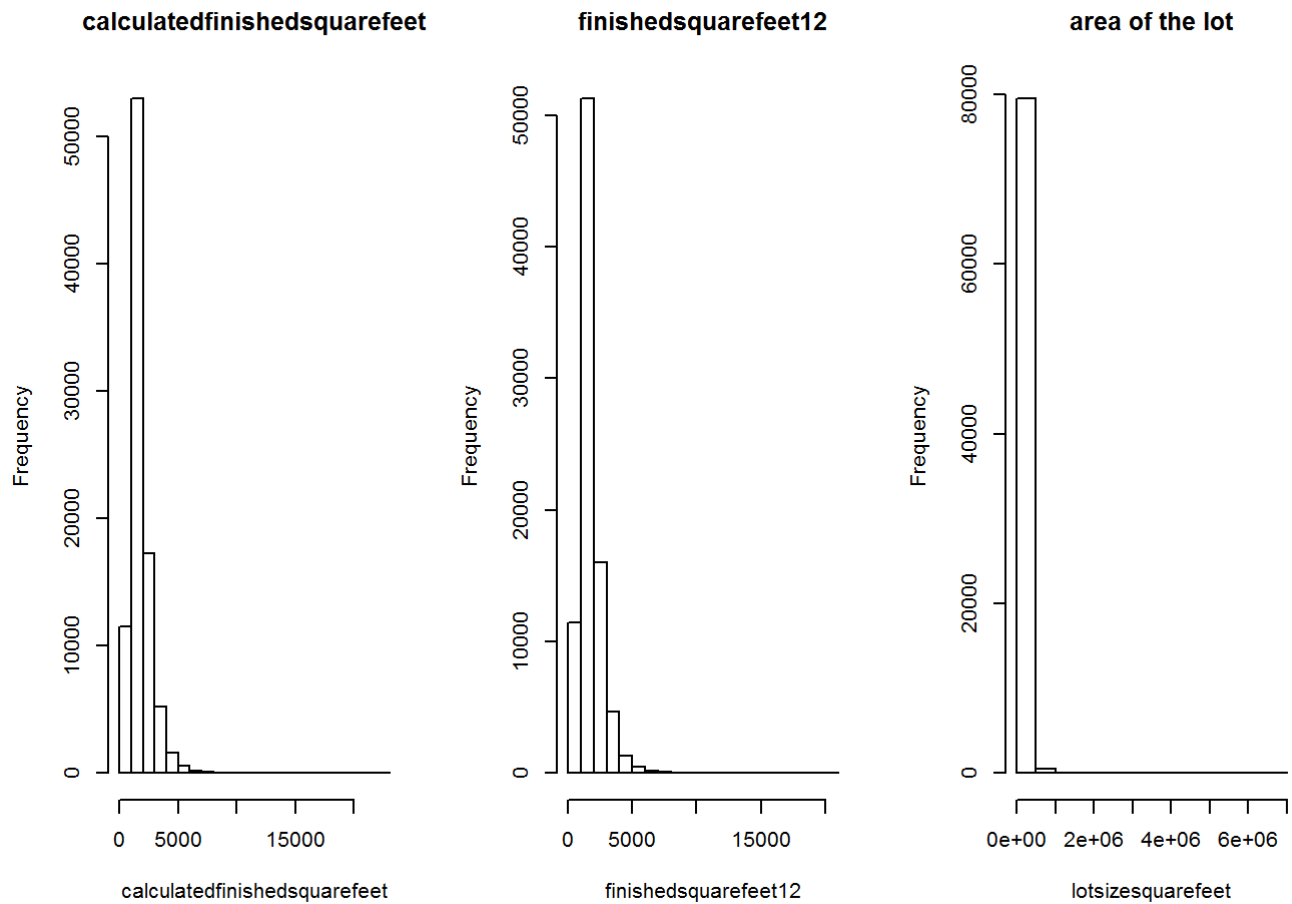 calculatedfinishedsquarefeet
Frequency
50000
40000
30000
20000
10000
0
0 5000 15000
calculatedfinishedsquarefeet
finishedsquarefeet12
Frequency
50000
40000
30000
20000
10000
0
0 5000 15000
finishedsquarefeet12
area of the lot
Frequency
80000
60000
40000
20000
0
0e+00 2e+06 4e+06 6e+06
lotsizesquarefeet